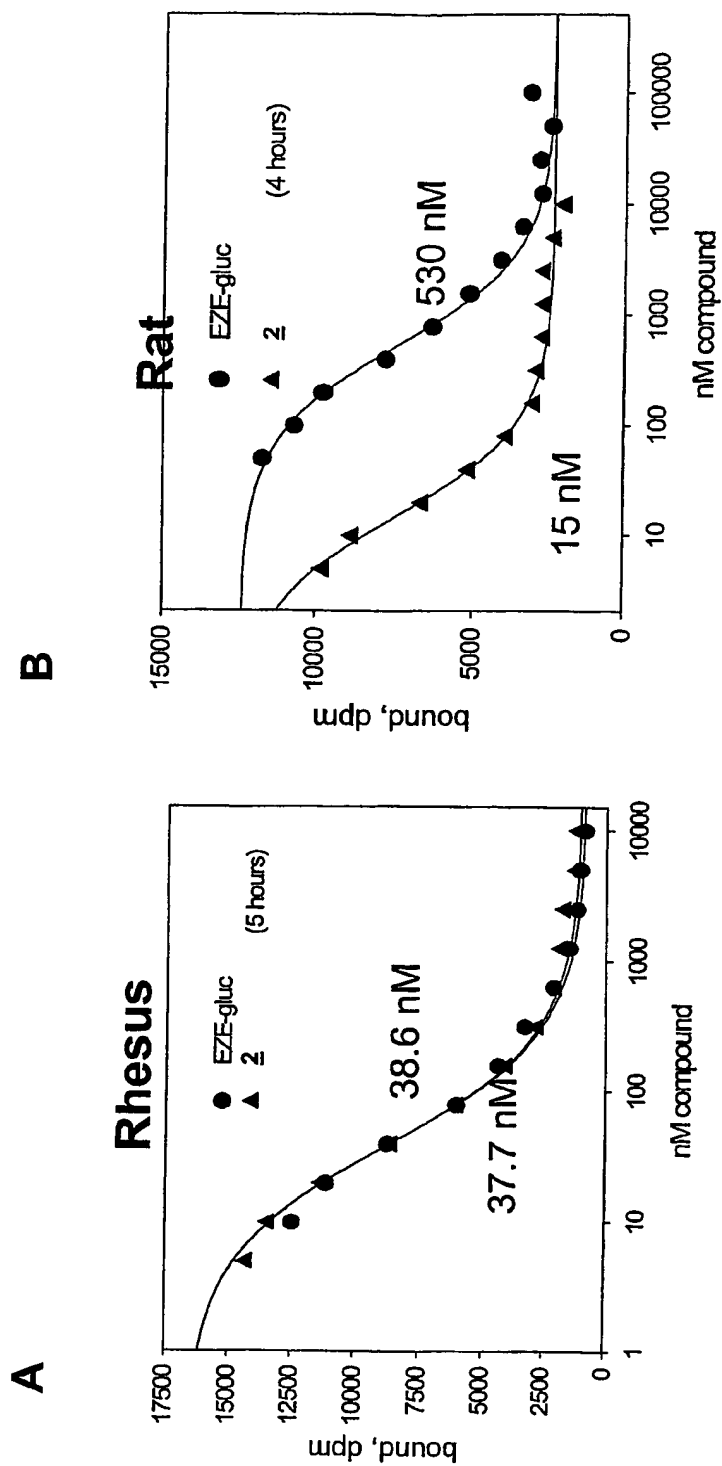 A
Rhesus
EZE-gluc
2
(5 hours)
38.6 nM
37.7 nM
17500
15000
12500
10000
7500
5000
2500
0
bound, dpm
1
10
100
1000
10000
nM compound
B
Rat
EZE-gluc
2
(4 hours)
530 nM
15 nM
15000
10000
5000
0
bound, dpm
10
100
1000
10000
100000
nM compound